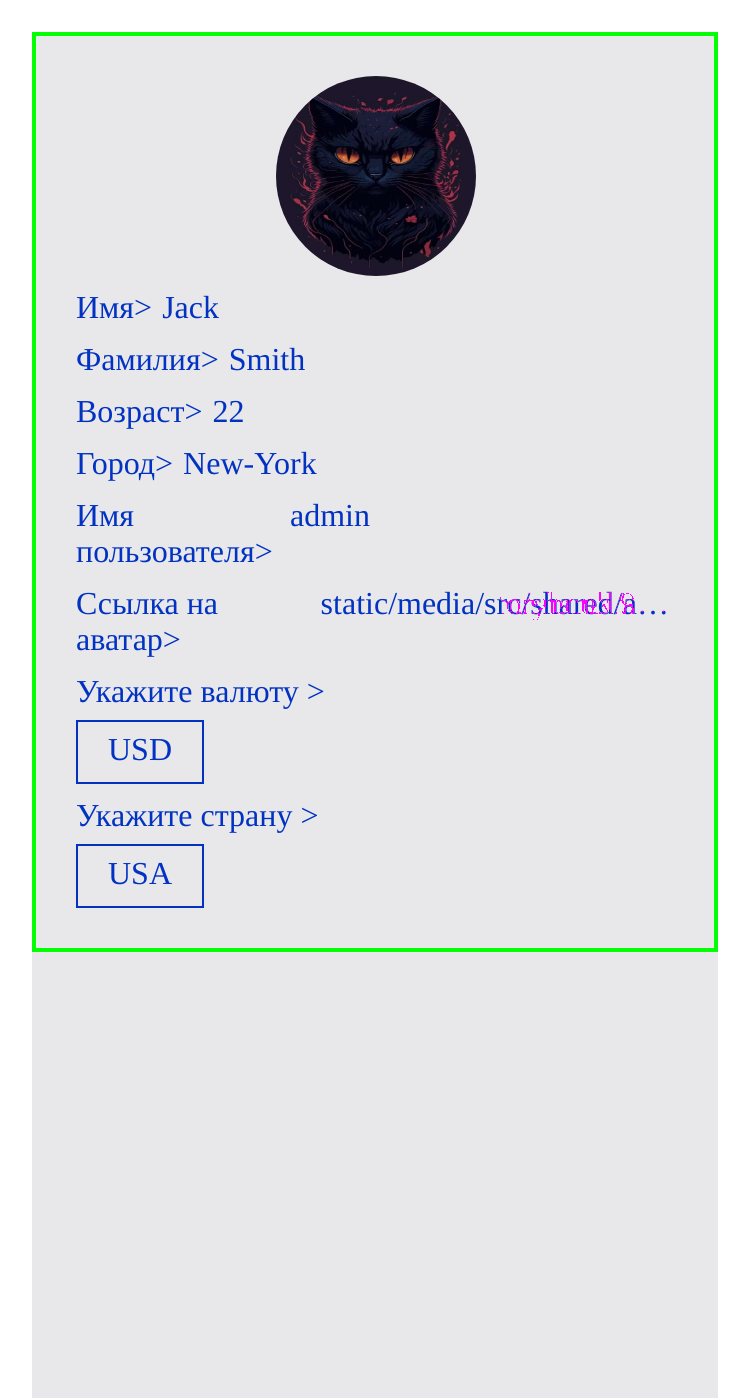 Имя> Jack
Фамилия> Smith
Возраст> 22
Город> New-York
Имя пользователя> admin
Ссылка на аватар> static/media/src/shared/a…
Укажите валюту >
USD
Укажите страну >
USA